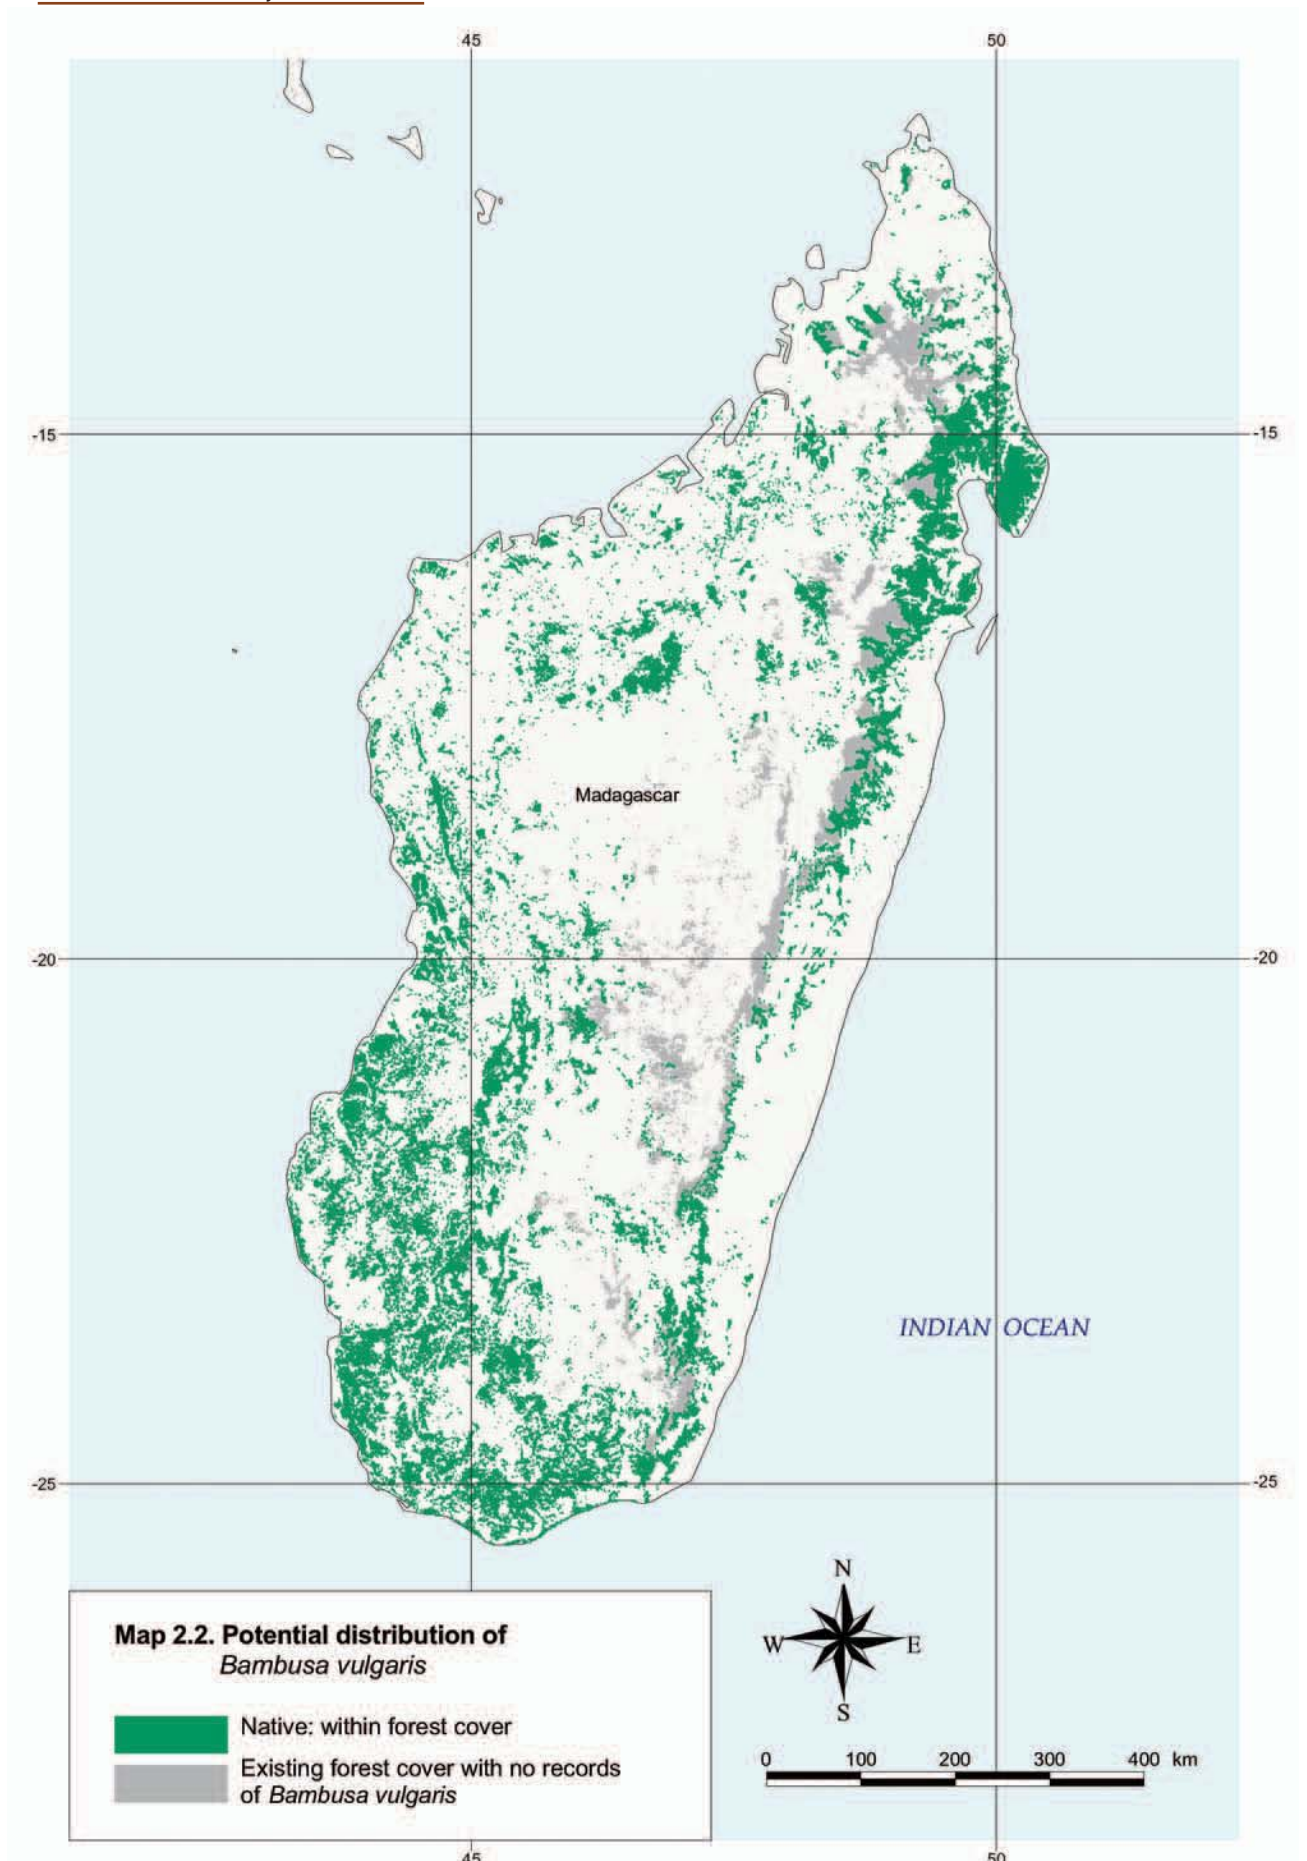 45 50
-15 -15
Madagascar
-20 -20
INDIAN OCEAN
-25 -25
N
W E
S
Map 2.2. Potential distribution of
Bambusa vulgaris
Native: within forest cover
Existing forest cover with no records
of Bambusa vulgaris
0 100 200 300 400 km
45 50